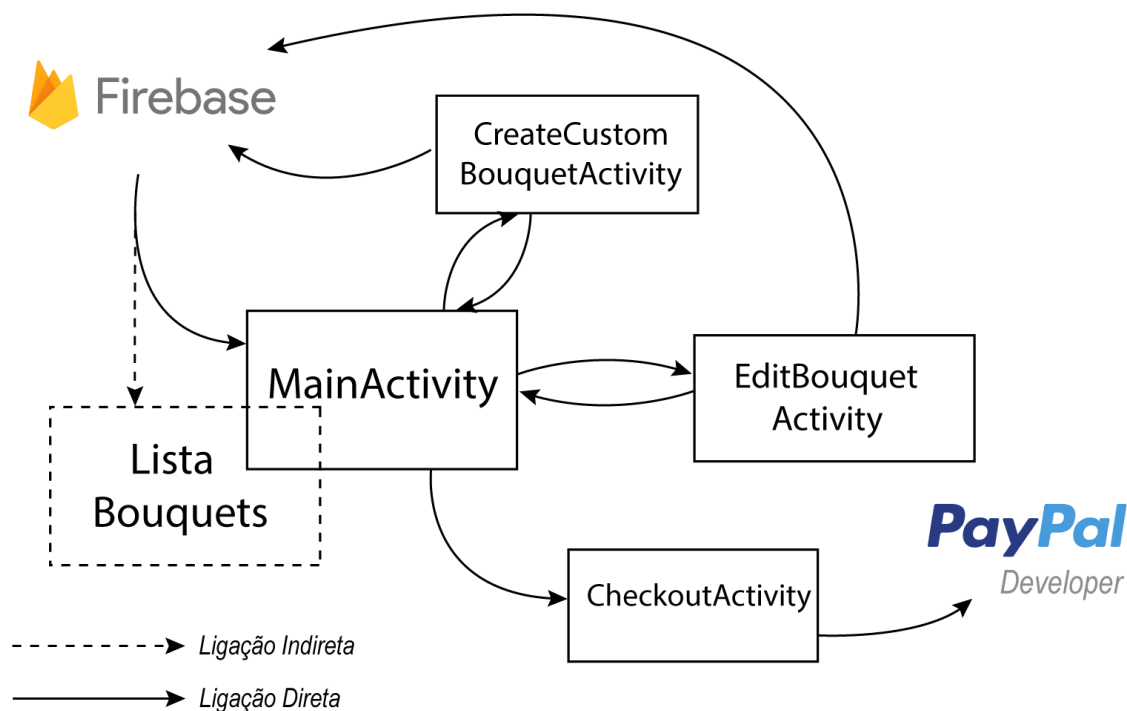 Firebase
CreateCustom
BouquetActivity
MainActivity
EditBouquet
Activity
Lista
Bouquets
PayPal
Developer
CheckoutActivity
Ligação Indireta
Ligação Direta